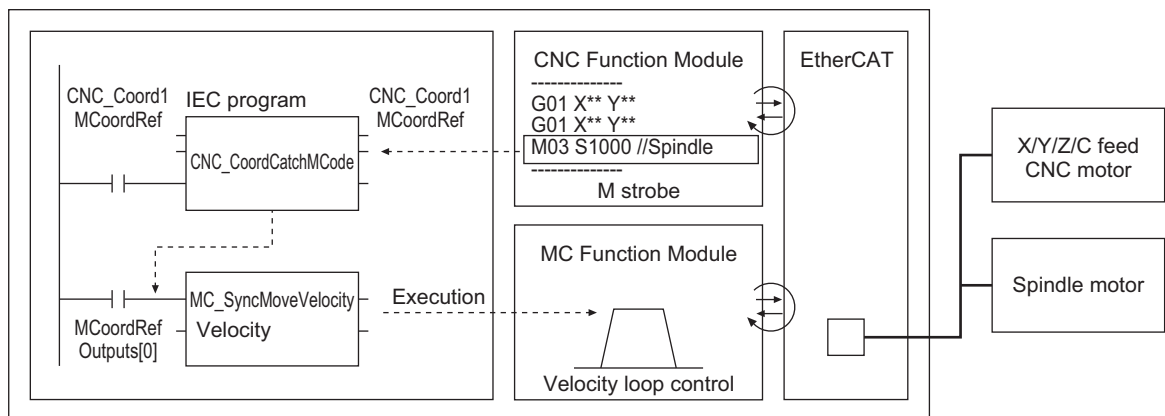 IEC program
CNC_Coord1
MCoordRef
CNC_Coord1
MCoordRef
CNC_CoordCatchMCode
MC_SyncMoveVelocity
Velocity
MCoordRef
Outputs[0]
Execution
CNC Function Module
--------------
G01 X** Y**
G01 X** Y**
M03 S1000 //Spindle
--------------
M strobe
MC Function Module
Velocity loop control
EtherCAT
X/Y/Z/C feed
CNC motor
Spindle motor